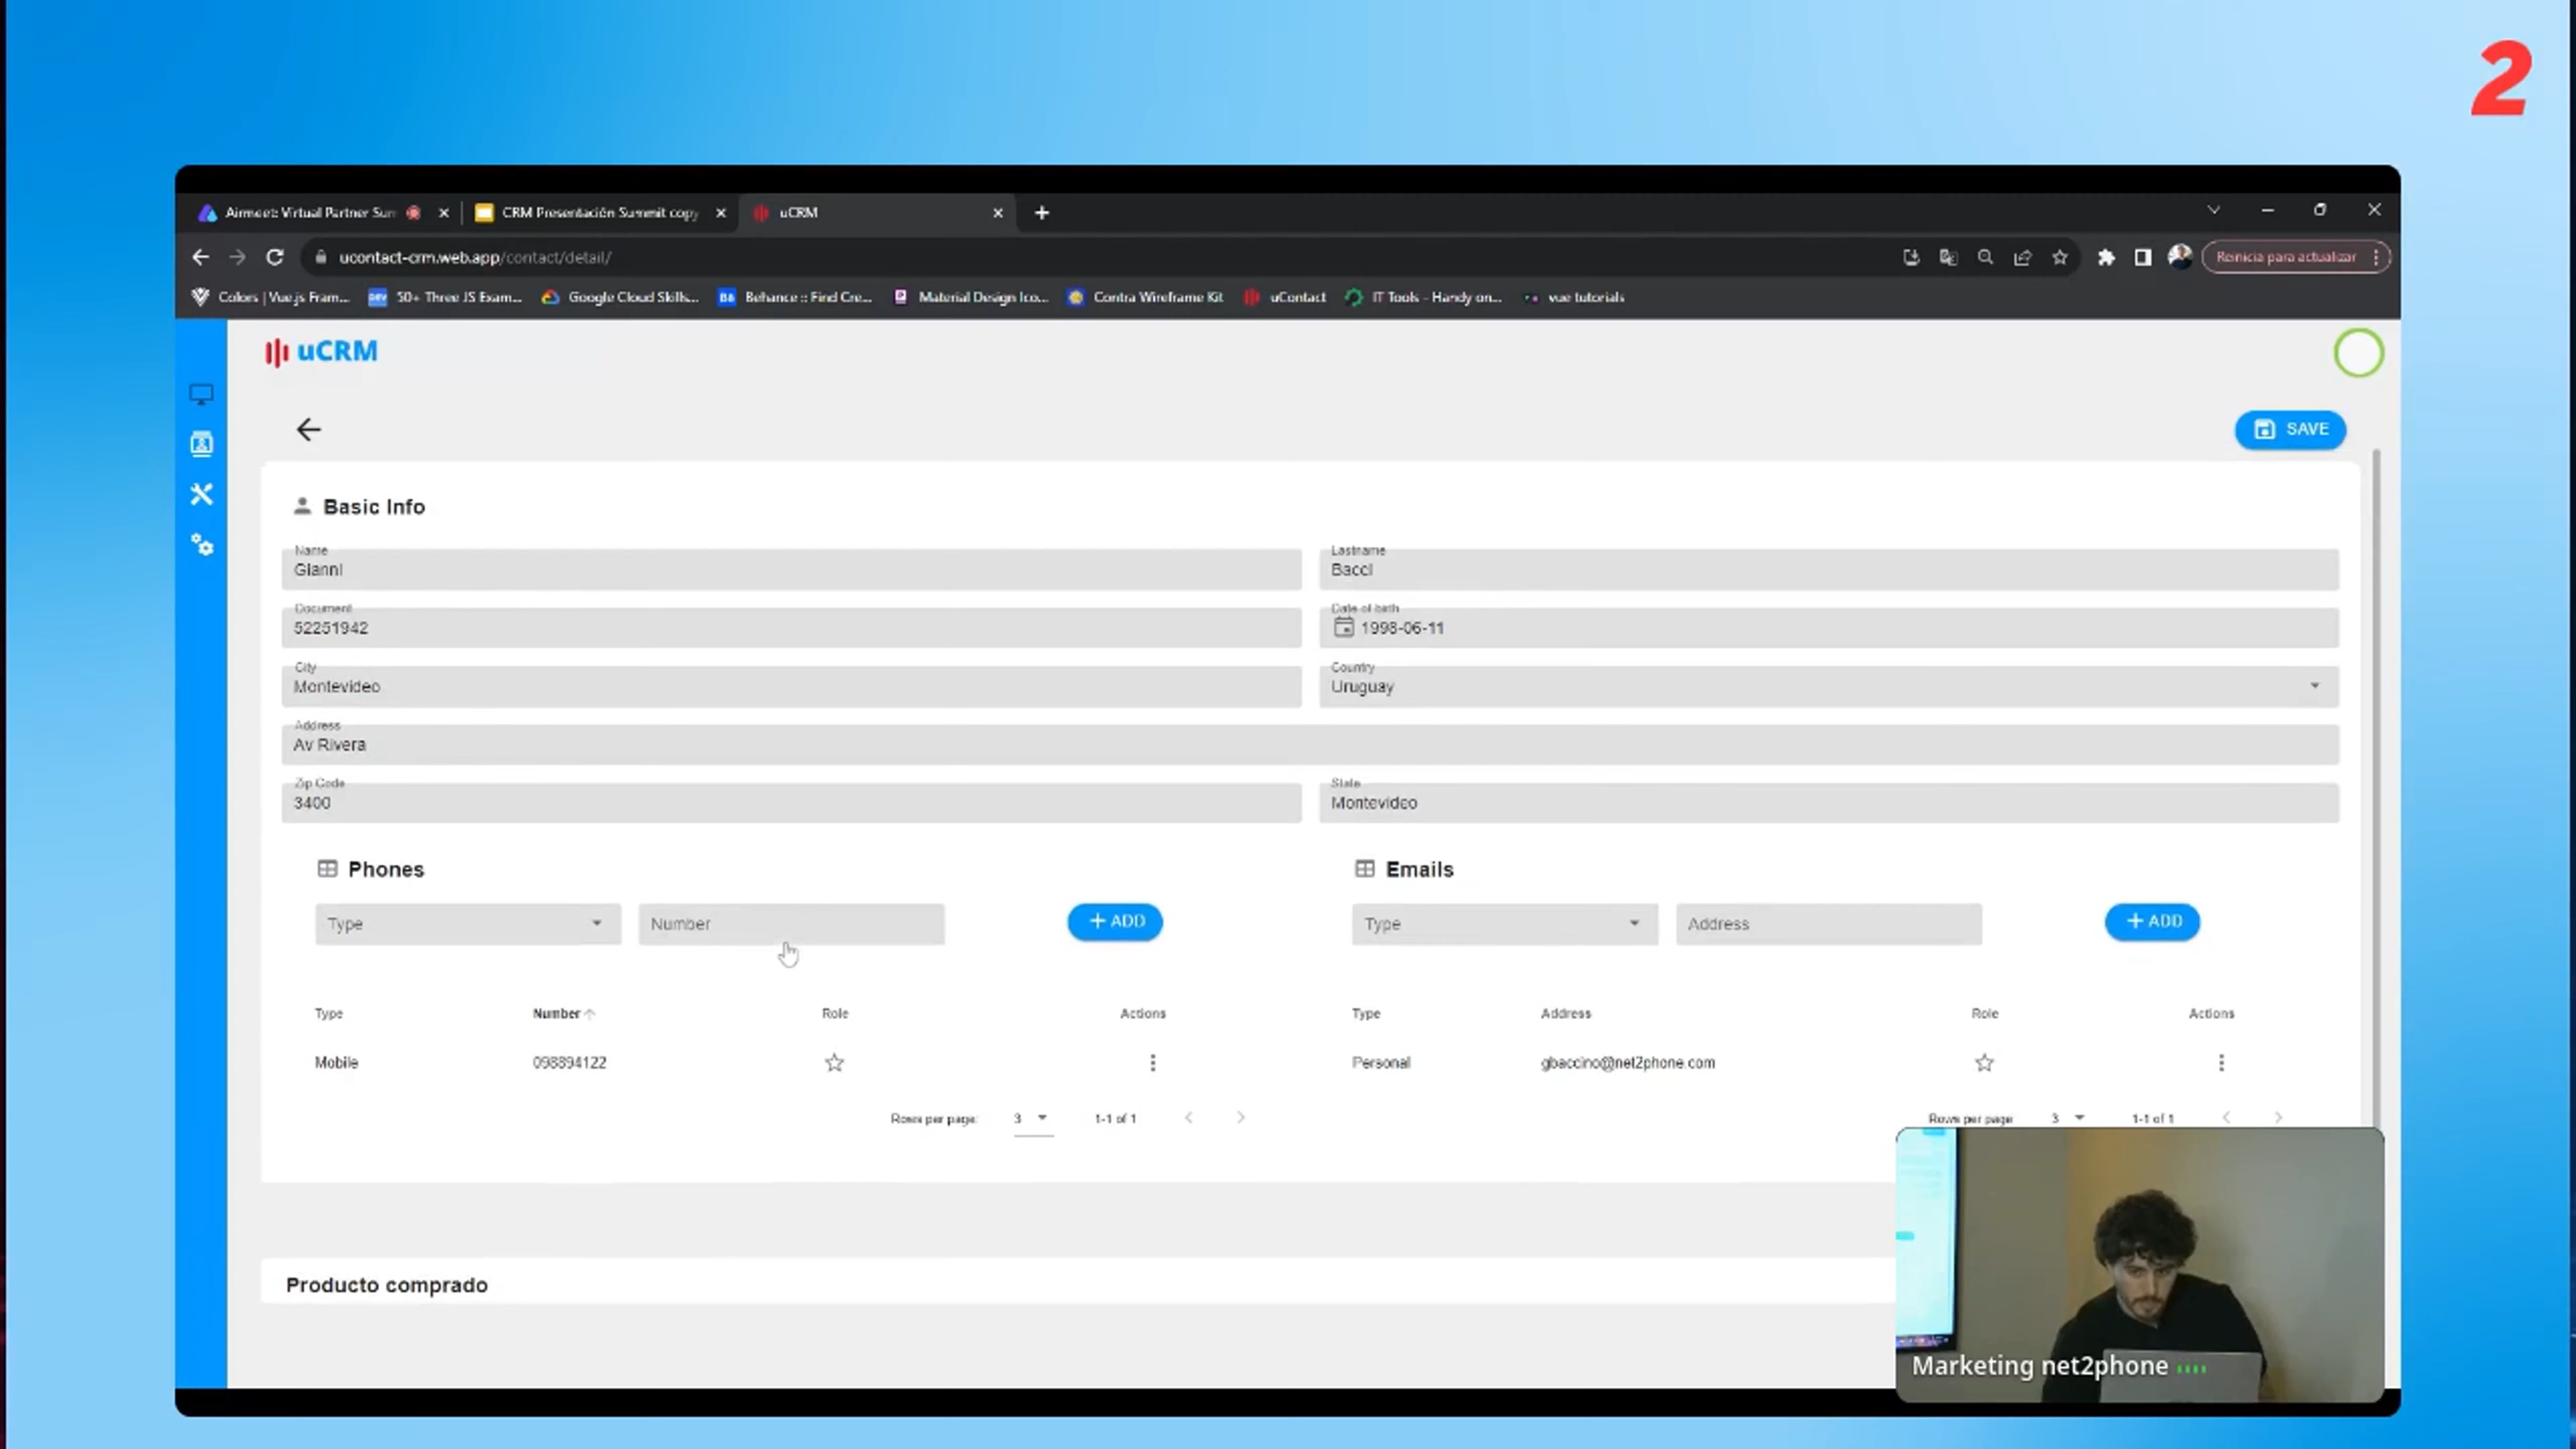 2
Airmeet: Virtual Partner Sum
CRM Presentación Summit copy
uCRM
ucontact-crm.web.app/contact/detail/
Reinicia para actualizar
Colors | Vue.js Fram...
50+ Three JS Exam...
Google Cloud Skills...
Behance :: Find Cre...
Material Design Ico...
Contra Wireframe Kit
uContact
IT Tools - Handy on...
vue tutorials
uCRM
SAVE
Basic Info
Name
Gianni
Lastname
Bacci
Document
52251942
Date of birth
1998-06-11
City
Montevideo
Country
Uruguay
Address
Av Rivera
Zip Code
3400
State
Montevideo
Phones
Type
Number
+ ADD
Type
Number
Role
Actions
Mobile
098894122
Rows per page:
3
1-1 of 1
Emails
Type
Address
+ ADD
Type
Address
Role
Actions
Personal
gbaccino@net2phone.com
Rows per page
3
1-1 of 1
Producto comprado
Marketing net2phone